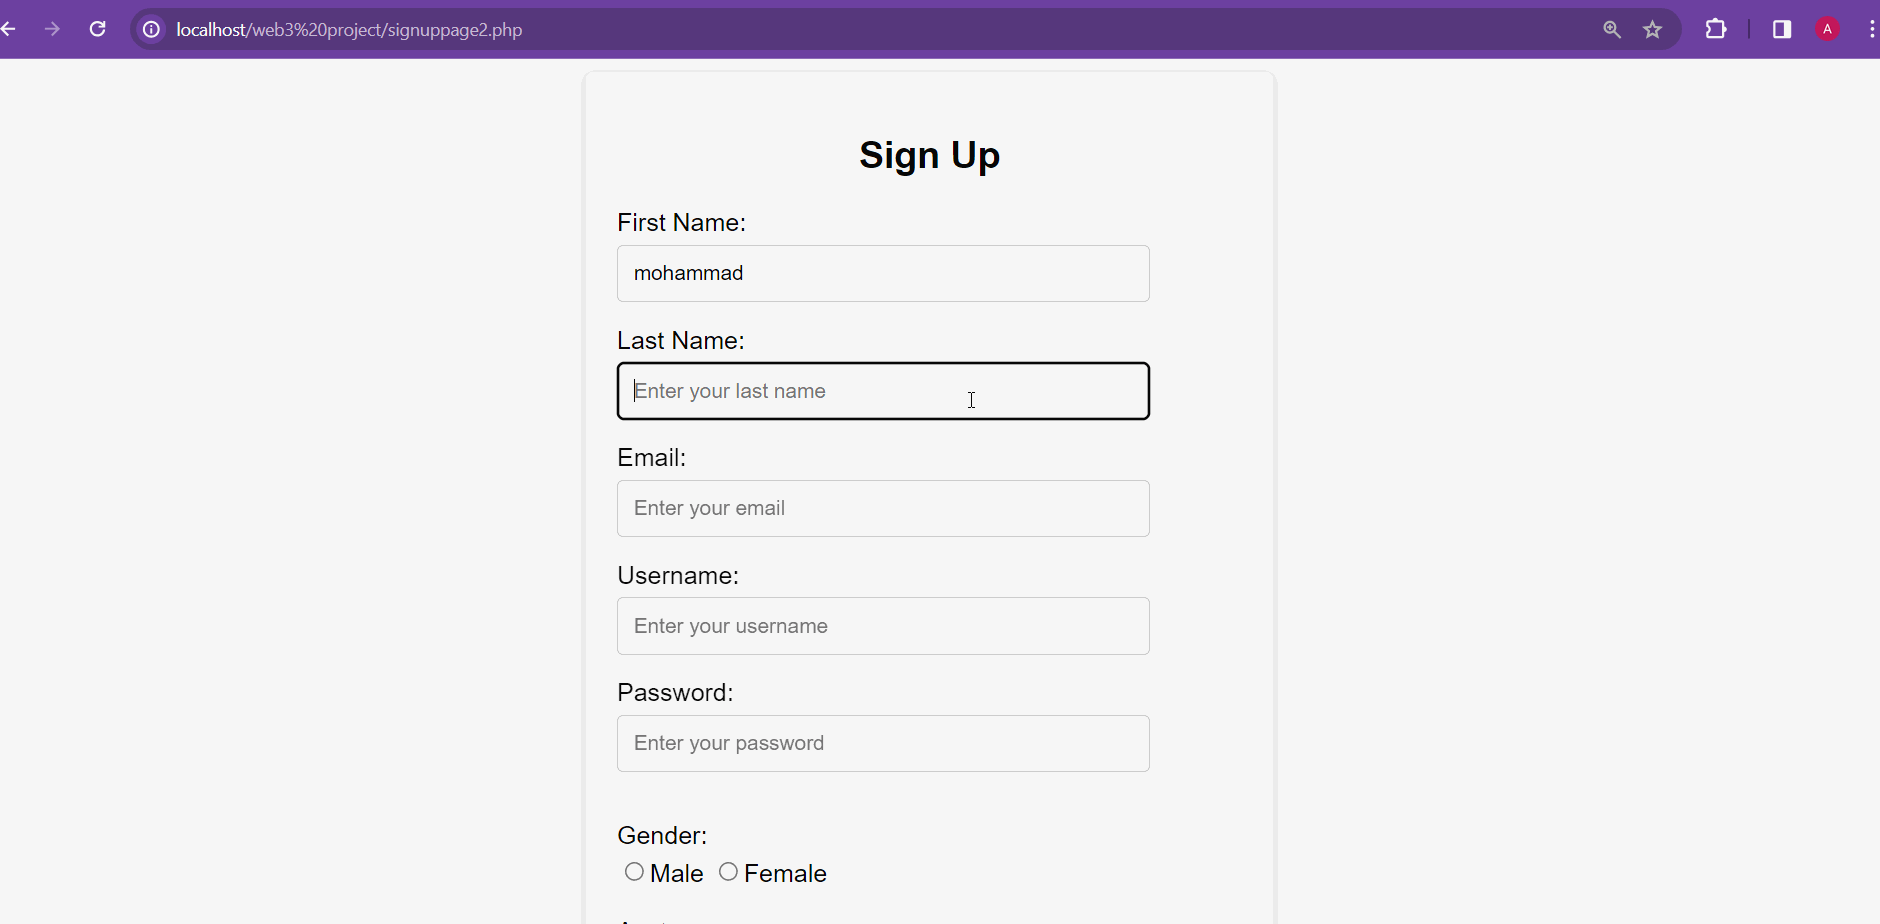 localhost/web3%20project/signuppage2.php
A
Sign Up
First Name:
mohammad
Last Name:
Enter your last name
Email:
Enter your email
Username:
Enter your username
Password:
Enter your password
Gender:
Male Female